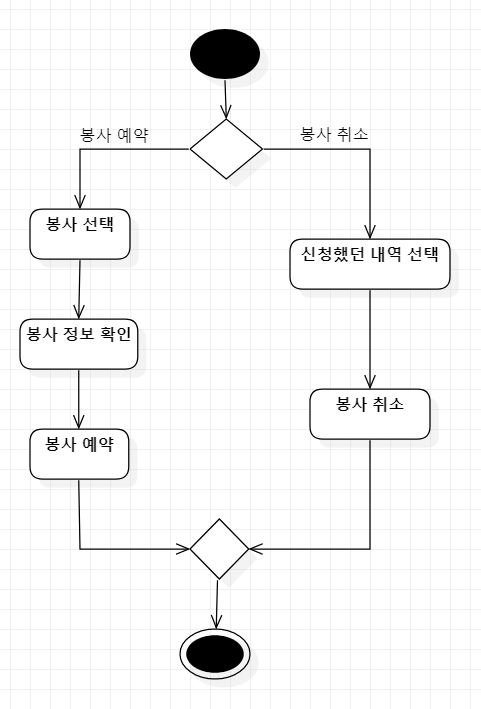 봉사 예약
봉사 취소
봉사 선택
신청했던 내역 선택
봉사 정보 확인
봉사 취소
봉사 예약